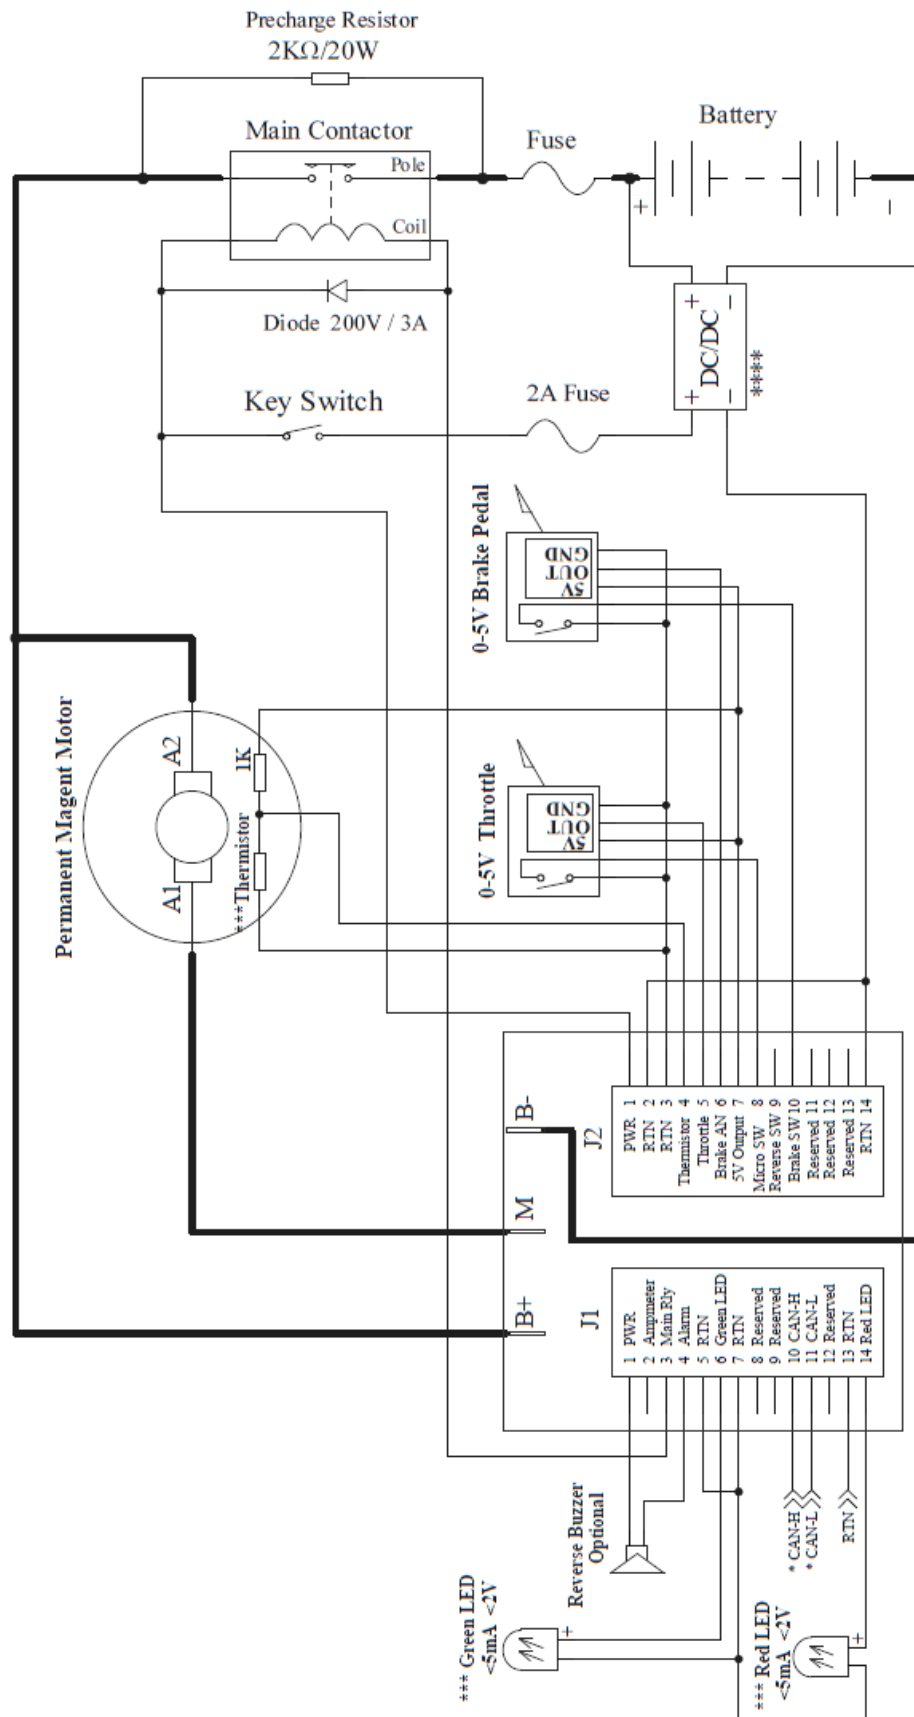 Precharge Resistor
2KΩ/20W
Main Contactor
Pole
Coil
Fuse
Battery
+
−
Diode 200V / 3A
+ −
DC/DC
+ −
****
Key Switch
2A Fuse
0-5V Brake Pedal
GND
OUT
5V
Permanent Magent Motor
A2
A1
1K
***Thermistor
0-5V Throttle
GND
OUT
5V
B-
M
B+
J2
PWR 1
RTN 2
RTN 3
Thermistor 4
Throttle 5
Brake AN 6
5V Output 7
Micro SW 8
Reverse SW 9
Brake SW 10
Reserved 11
Reserved 12
Reserved 13
RTN 14
J1
1 PWR
2 Ampmeter
3 Main Rly
4 Alarm
5 RTN
6 Green LED
7 RTN
8 Reserved
9 Reserved
10 CAN-H
11 CAN-L
12 Reserved
13 RTN
14 Red LED
Reverse Buzzer
Optional
* CAN-H
* CAN-L
RTN
*** Green LED
<5mA <2V
+
*** Red LED
<5mA <2V
+